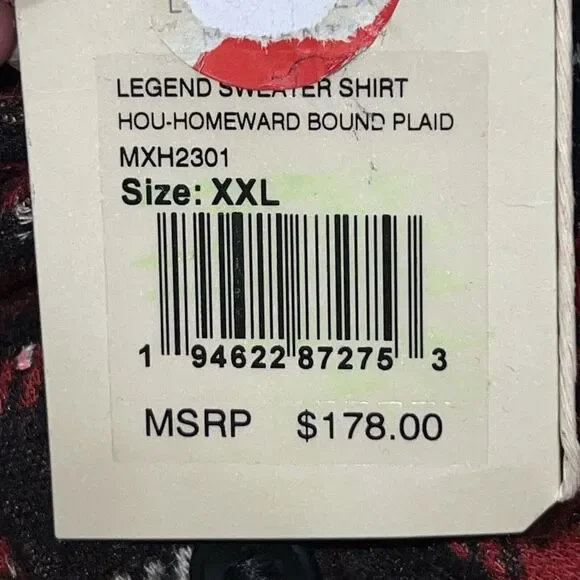 LEGEND SWEATER SHIRT
HOU-HOMEWARD BOUND PLAID
MXH2301
Size: XXL
1 94622 87275 3
MSRP $178.00